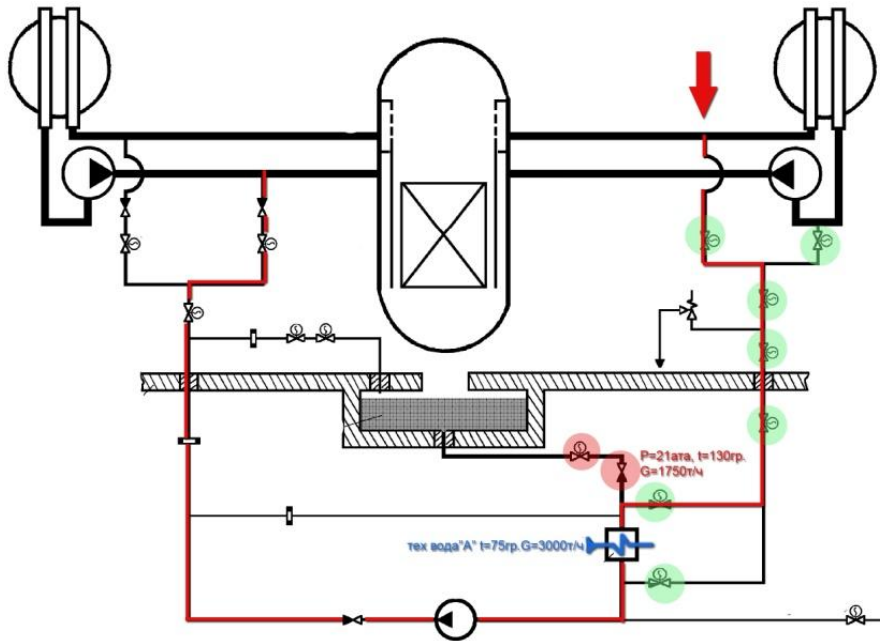 P=21ата, t=130гр.
G=1750т/ч
тех вода"А" t=75гр.G=3000т/ч